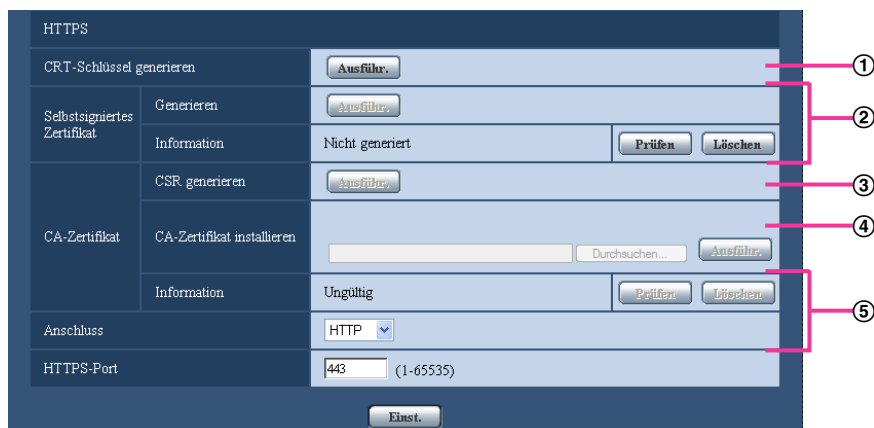 HTTPS
CRT-Schlüssel generieren Ausführ. ①
Selbstsigniertes Zertifikat Generieren Ausführ. ②
Information Nicht generiert Prüfen Löschen
CA-Zertifikat CSR generieren Ausführ. ③
CA-Zertifikat installieren Durchsuchen... Ausführ. ④
Information Ungültig Prüfen Löschen ⑤
Anschluss HTTP
HTTPS-Port 443 (1-65535)
Einst.